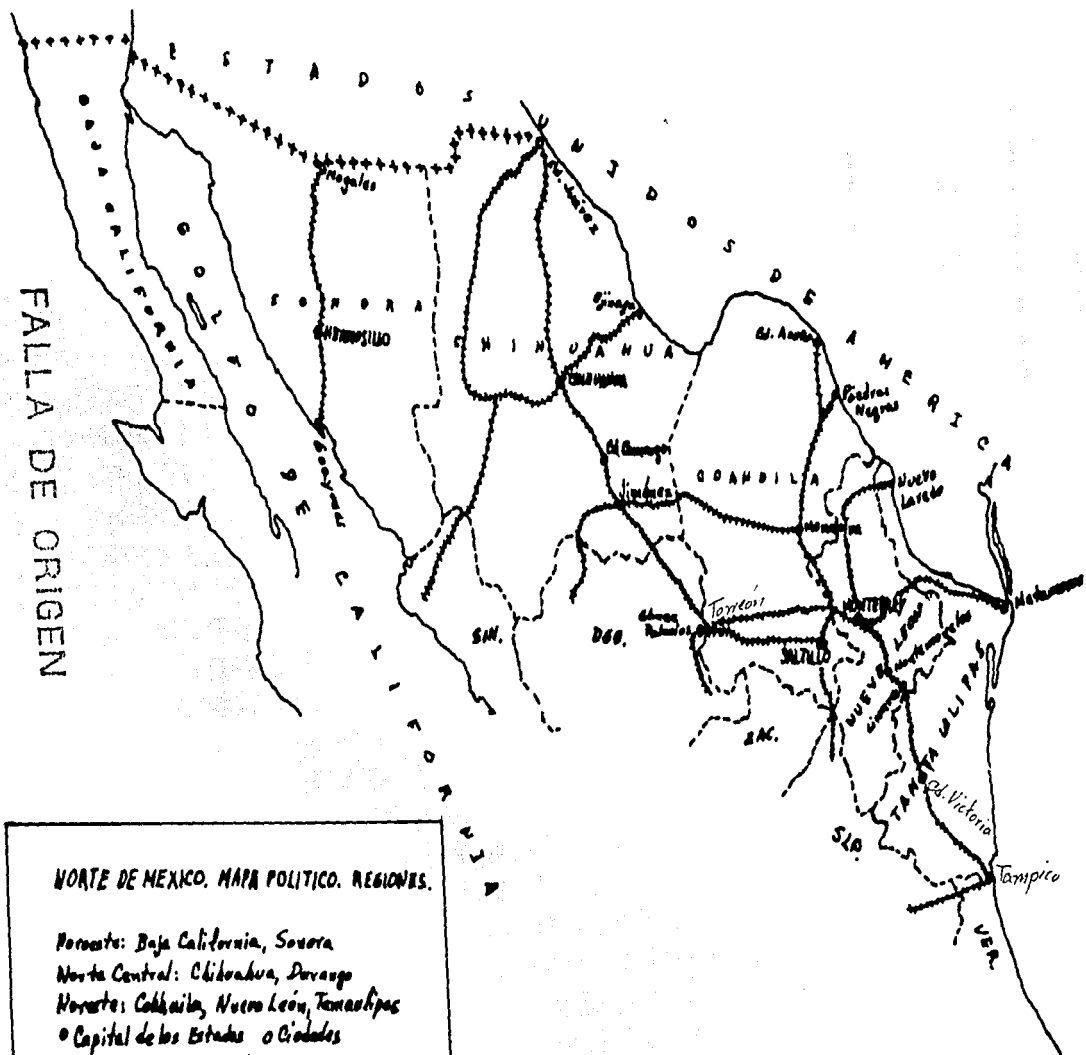 ESTADOS UNIDOS DE AMERICA
BAJA CALIFORNIA
GOLFO DE CALIFORNIA
Nogales
Cd. Juárez
SONORA
HERMOSILLO
Guaymas
Ojinaga
CHIHUAHUA
CHIHUAHUA
Cd. Camargo
Jiménez
Cd. Acuña
Piedras Negras
COAHUILA
Nuevo Laredo
Monclova
Matamoros
MONTERREY
Torreón
Gómez Palacio
SALTILLO
SIN.
DGO.
ZAC.
NUEVO LEON
Montemorelos
Linares
TAMAULIPAS
Cd. Victoria
S.L.P.
Tampico
VER.
FALLA DE ORIGEN
NORTE DE MEXICO. MAPA POLITICO. REGIONES.
Noroeste: Baja California, Sonora
Norte Central: Chihuahua, Durango
Noreste: Coahuila, Nuevo León, Tamaulipas
• Capital de los Estados o Ciudades